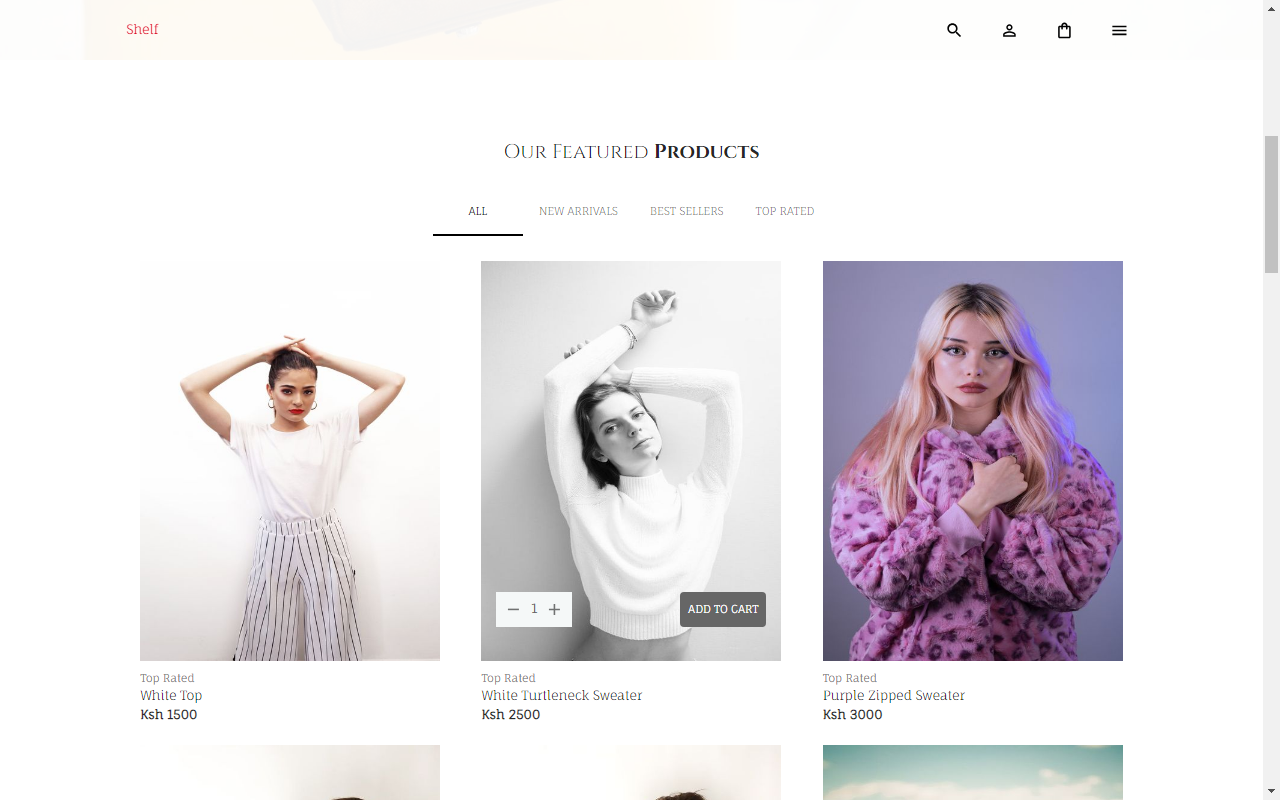 Shelf
Our Featured Products
ALL NEW ARRIVALS BEST SELLERS TOP RATED
1 ADD TO CART
Top Rated Top Rated Top Rated
White Top White Turtleneck Sweater Purple Zipped Sweater
Ksh 1500 Ksh 2500 Ksh 3000